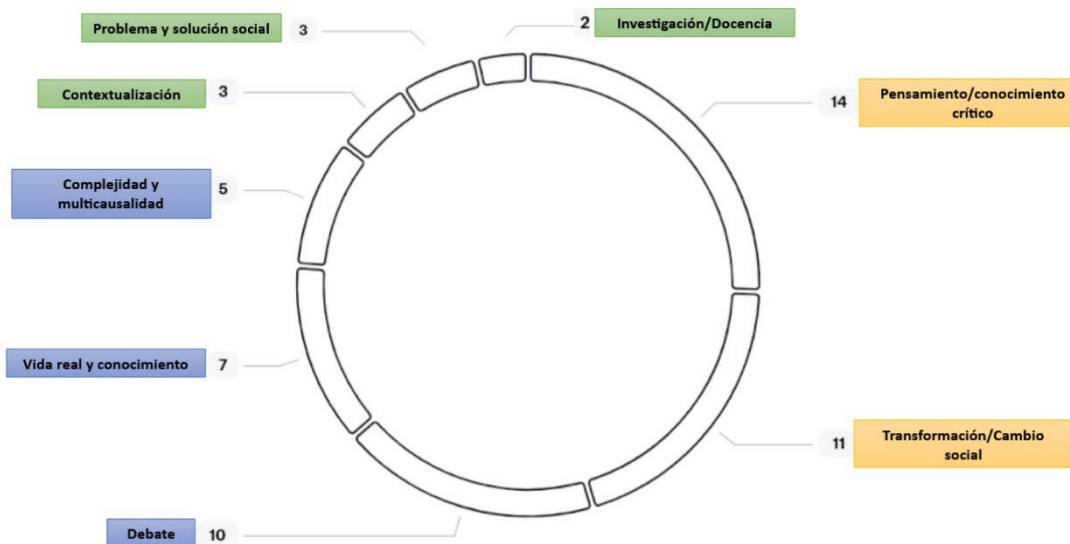 Problema y solución social
3
2
Investigación/Docencia
Contextualización
3
14
Pensamiento/conocimiento
crítico
Complejidad y
multicausalidad
5
Vida real y conocimiento
7
11
Transformación/Cambio
social
Debate
10